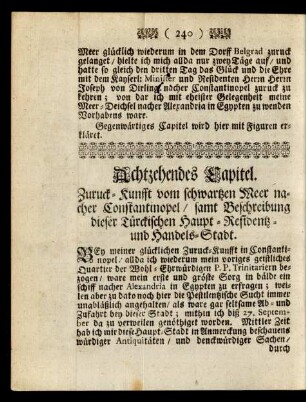 ( 240 )
Meer glücklich wiederum in dem Dorff Belgrad zuruck
gelanget/ hielte ich mich allda nur zwey Täge auf/ und
hatte so gleich den dritten Tag das Glück und die Ehre
mit dem Kayserl: Minister und Residenten Herrn Herrn
Joseph von Dirling nacher Constantinopel zuruck zu
kehren; von dar ich mit ehister Gelegenheit meine
Meer-Deichsel nacher Alexandria in Egypten zu wenden
Vorhabens ware.
Gegenwärtiges Capitel wird hier mit Figuren er-
kläret.
Achtzehendes Capitel.
Zuruck-Kunfft vom schwartzen Meer na-
cher Constantinopel/ samt Beschreibung
dieser Türckischen Haupt-Residentz-
und Handels-Stadt.
BEy meiner glücklichen Zuruck-Kunfft in Constanti-
nopel/ allda ich wiederum mein voriges geistliches
Quartier der Wohl-Ehrwürdigen P. P. Trinitariern be-
zogen/ ware mein erste und gröste Sorg in bälde ein
schiff nacher Alexandria in Egypten zu erfragen; wei-
len aber zu dato noch hier die Pestilentzische Sucht immer
unabläßlich angehalten/ als ware gar seltsame Ab- und
Zufahrt bey dieser Stadt; mithin ich biß 27. Septem-
ber da zu verweilen genöthiget worden. Mittler Zeit
hab ich mir diese Haupt-Stadt in Anmerckung beschauens
würdiger Antiquitäten/ und denckwürdiger Sachen/
durch